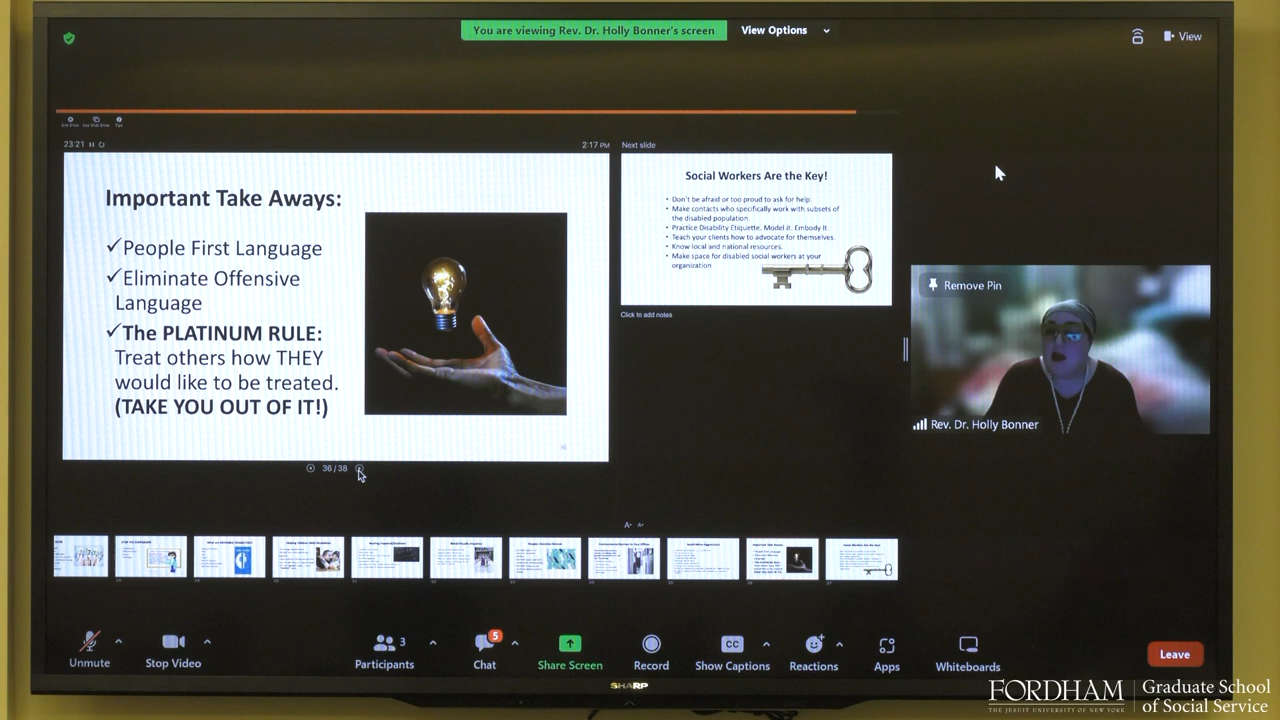 You are viewing Rev. Dr. Holly Bonner's screen
View Options
View
23:21
2:17 PM
Next slide
Important Take Aways:
✓People First Language
✓Eliminate Offensive
Language
✓The PLATINUM RULE:
Treat others how THEY
would like to be treated.
(TAKE YOU OUT OF IT!)
36
Social Workers Are the Key!
• Don't be afraid or too proud to ask for help.
• Make contacts who specifically work with subsets of
the disabled population
• Practice Disability Etiquette. Model it. Embody It
• Teach your clients how to advocate for themselves.
• Know local and national resources.
• Make space for disabled social workers at your
organization
Click to add notes
Remove Pin
Rev. Dr. Holly Bonner
36 / 38
Unmute
Stop Video
Participants
3
Chat
5
Share Screen
Record
CC
Show Captions
Reactions
Apps
Whiteboards
Leave
SHARP
FORDHAM
THE JESUIT UNIVERSITY OF NEW YORK
Graduate School
of Social Service